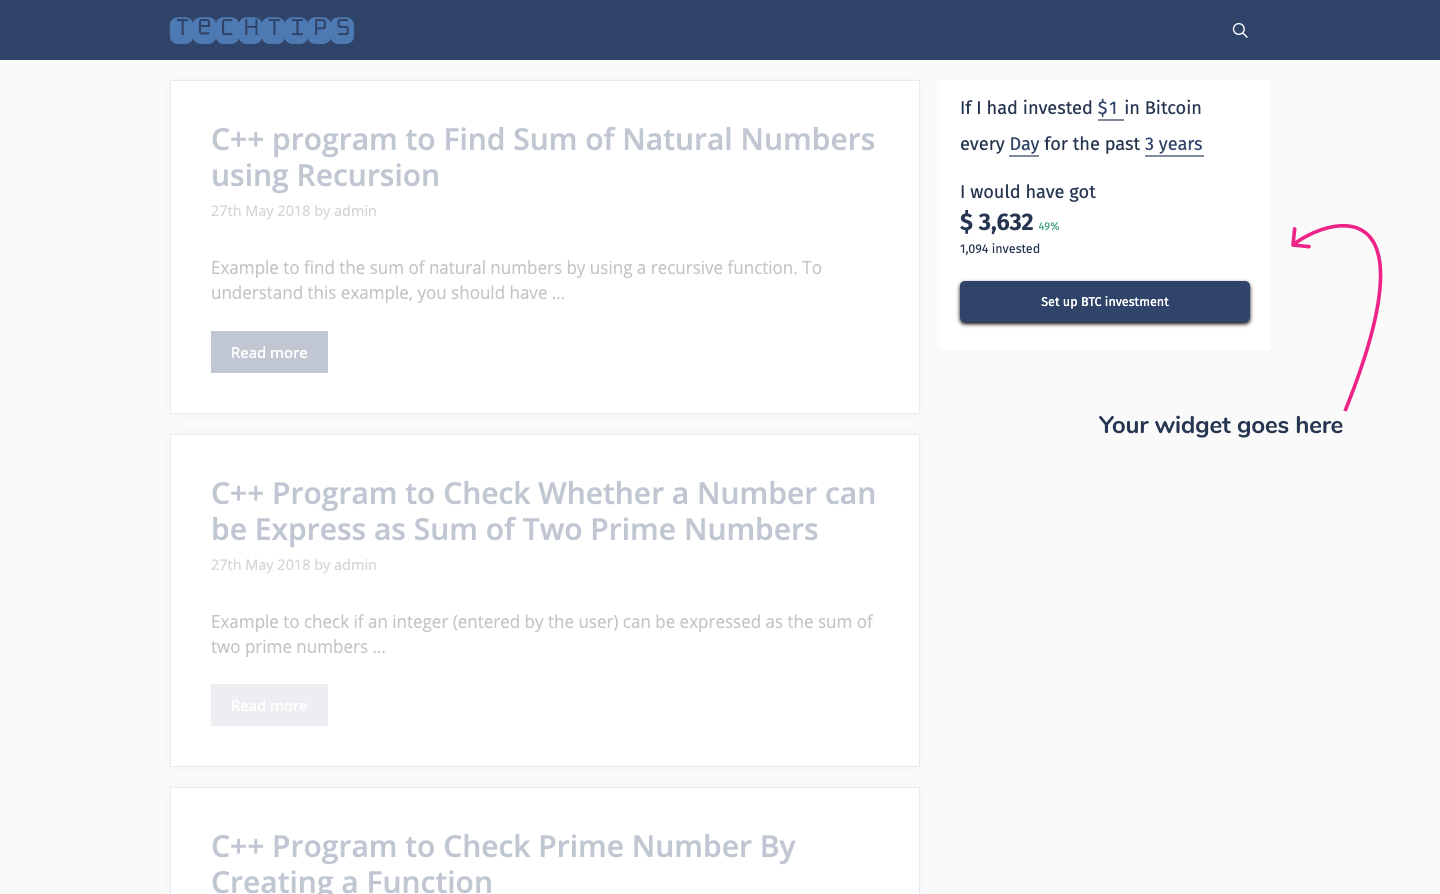 TeCHTIPS
C++ program to Find Sum of Natural Numbers
using Recursion
27th May 2018 by admin
Example to find the sum of natural numbers by using a recursive function. To
understand this example, you should have ...
Read more
C++ Program to Check Whether a Number can
be Express as Sum of Two Prime Numbers
27th May 2018 by admin
Example to check if an integer (entered by the user) can be expressed as the sum of
two prime numbers ...
Read more
C++ Program to Check Prime Number By
Creating a Function
If I had invested $1 in Bitcoin
every Day for the past 3 years
I would have got
$ 3,632 49%
1,094 invested
Set up BTC investment
Your widget goes here